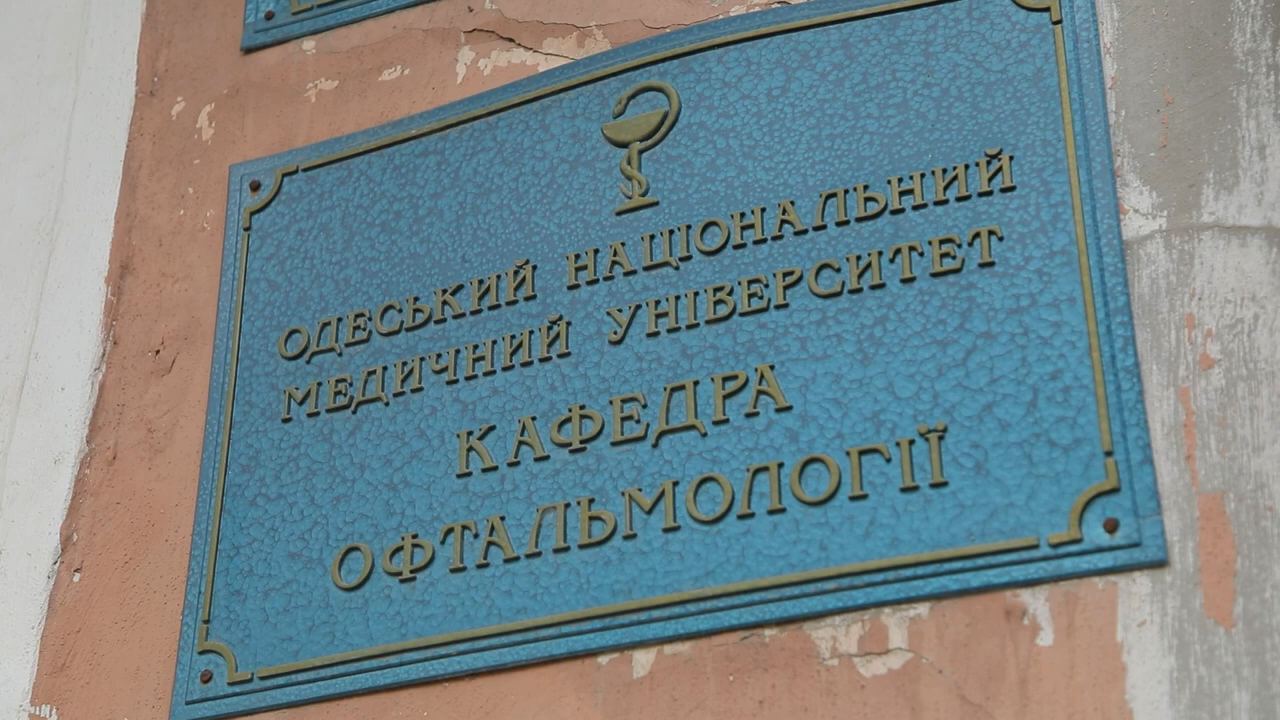 ОДЕСЬКИЙ НАЦІОНАЛЬНИЙ
МЕДИЧНИЙ УНІВЕРСИТЕТ
КАФЕДРА
ОФТАЛЬМОЛОГІЇ